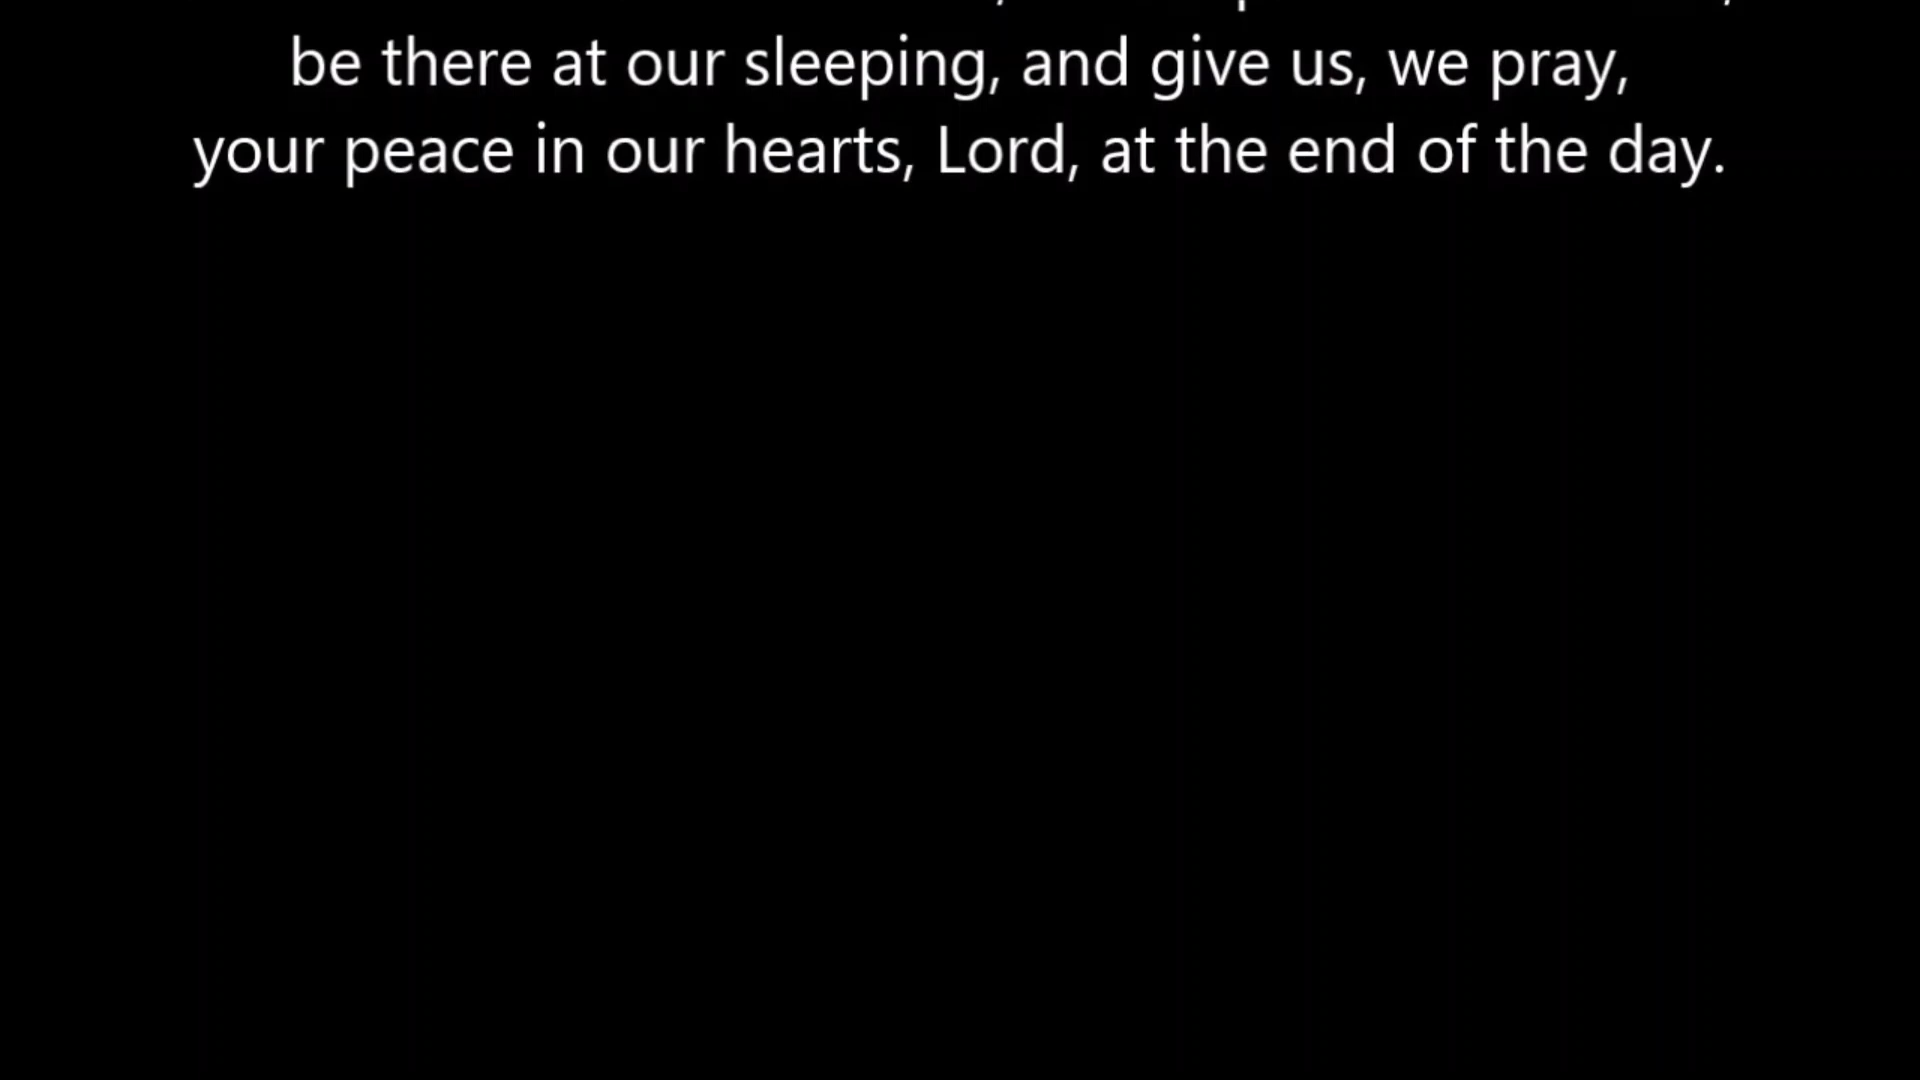 be there at our sleeping, and give us, we pray,
your peace in our hearts, Lord, at the end of the day.